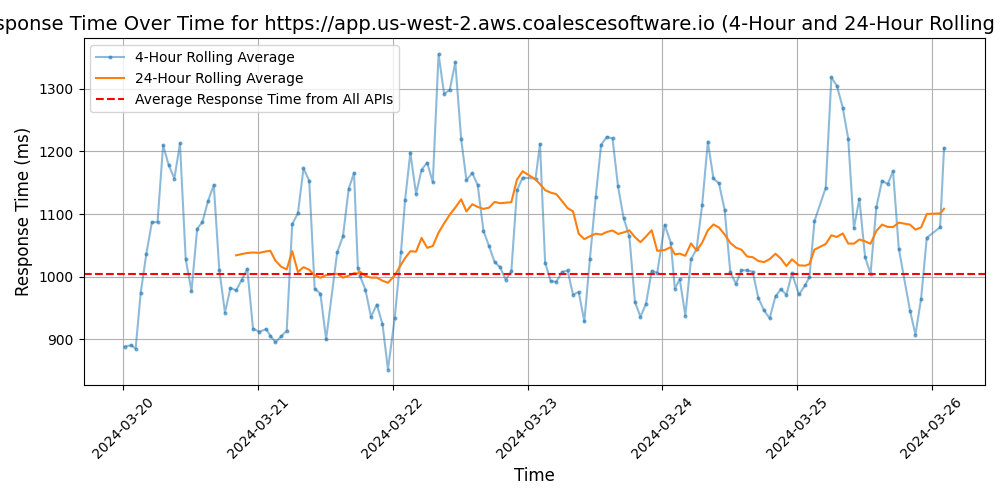 sponse Time Over Time for https://app.us-west-2.aws.coalescesoftware.io (4-Hour and 24-Hour Rolling
4-Hour Rolling Average
24-Hour Rolling Average
Average Response Time from All APIs
Response Time (ms)
1300
1200
1100
1000
900
2024-03-20
2024-03-21
2024-03-22
2024-03-23
2024-03-24
2024-03-25
2024-03-26
Time